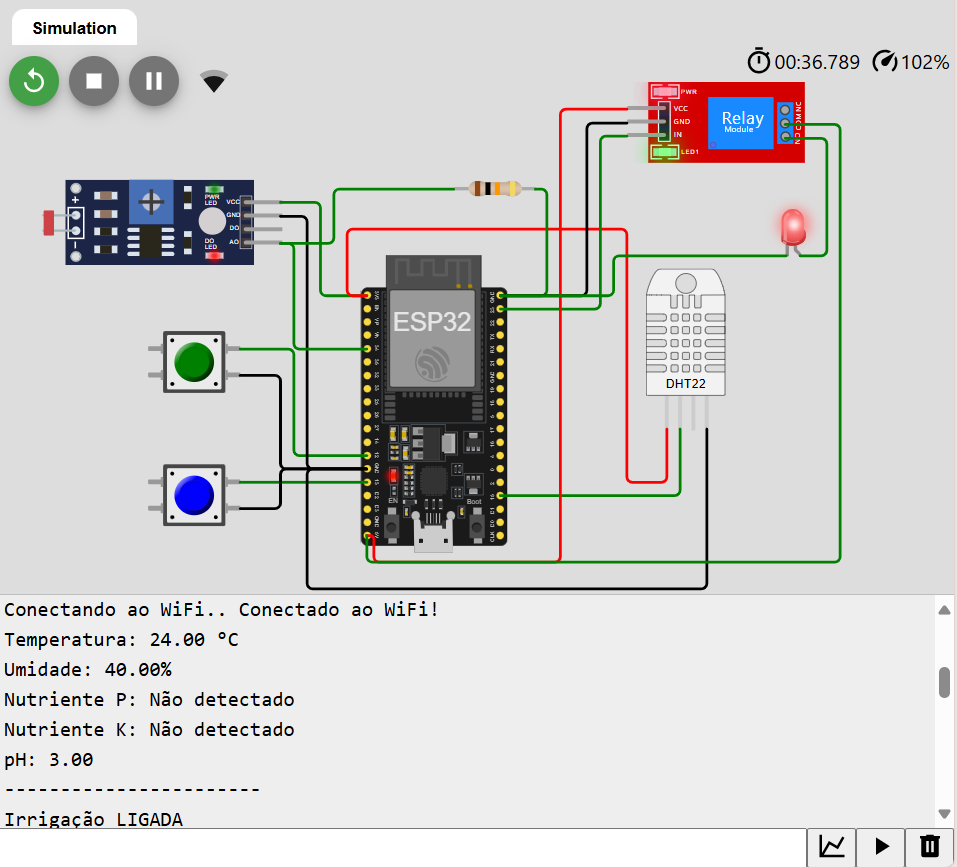 Simulation
00:36.789
102%
PWR
VCC
GND
IN
LED1
Relay
Module
NC
COM
NO
PWR
LED
VCC
GND
DO
AO
DO
LED
ESP32
DHT22
EN
Boot
Conectando ao WiFi.. Conectado ao WiFi!
Temperatura: 24.00 °C
Umidade: 40.00%
Nutriente P: Não detectado
Nutriente K: Não detectado
pH: 3.00
-----------------------
Irrigação LIGADA